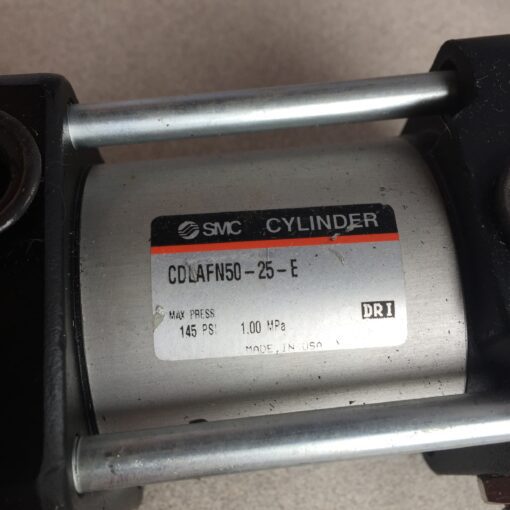 SMC CYLINDER
CDLAFN50-25-E
MAX PRESS
145 PSI 1.00 MPa
DRI
MADE IN USA